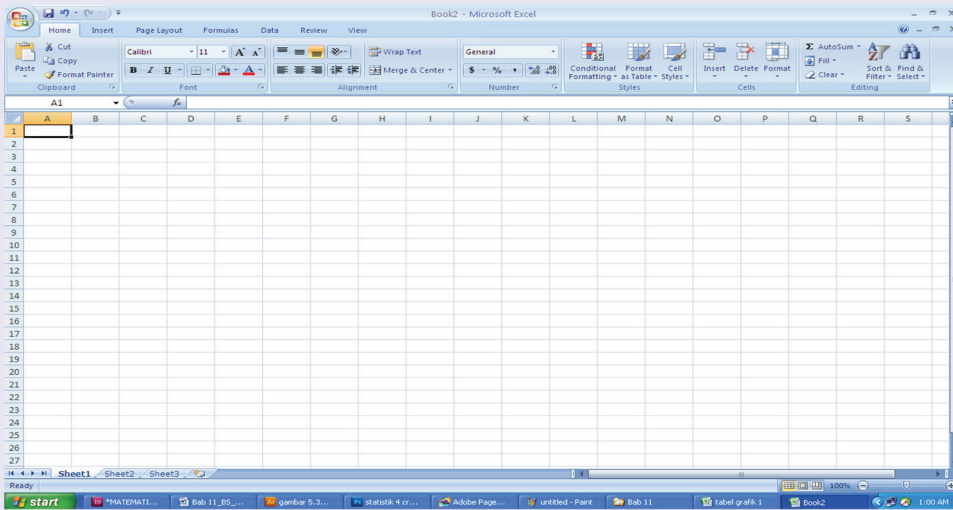 Book2 - Microsoft Excel
Home Insert Page Layout Formulas Data Review View
Cut
Copy
Format Painter
Paste
Clipboard
Calibri 11 A A
B I U A
Font
Wrap Text
Merge & Center
Alignment
General
$ % , .0 .00 .00 .0
Number
Conditional Formatting
Format as Table
Cell Styles
Styles
Insert Delete Format
Cells
Σ AutoSum
Fill
Clear
Sort & Filter
Find & Select
Editing
A1 fx
A B C D E F G H I J K L M N O P Q R S
1
2
3
4
5
6
7
8
9
10
11
12
13
14
15
16
17
18
19
20
21
22
23
24
25
26
27
Sheet1 Sheet2 Sheet3
Ready 100%
start *MATEMATI... Bab 11_BS_... gambar 5.3... statistik 4 cr... Adobe Page... untitled - Paint Bab 11 tabel grafik 1 Book2 1:00 AM